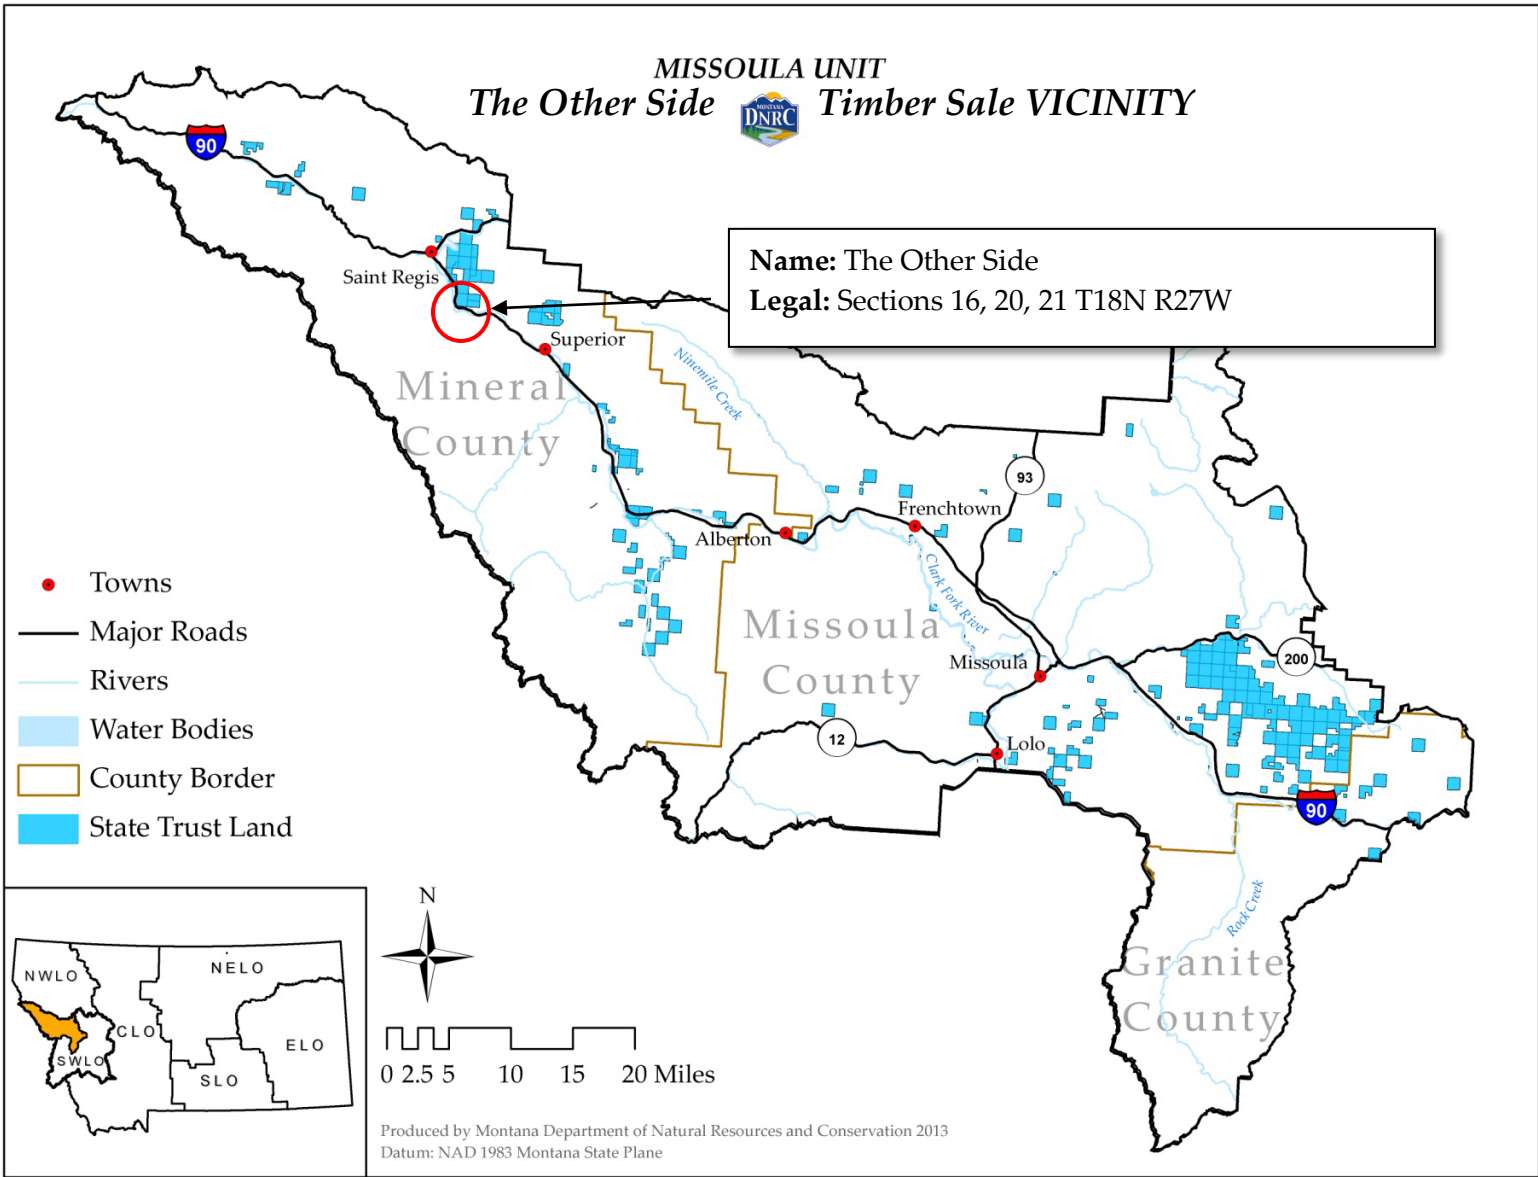 MISSOULA UNIT
The Other Side MONTANA DNRC Timber Sale VICINITY
90
Name: The Other Side
Legal: Sections 16, 20, 21 T18N R27W
Saint Regis
Superior
Ninemile Creek
Mineral
County
93
Frenchtown
Alberton
Clark Fork River
Missoula
County
Missoula
200
12
Lolo
90
Rock Creek
Granite
County
Towns
Major Roads
Rivers
Water Bodies
County Border
State Trust Land
NWLO
NELO
CLO
ELO
SWLO
SLO
N
0 2.5 5 10 15 20 Miles
Produced by Montana Department of Natural Resources and Conservation 2013
Datum: NAD 1983 Montana State Plane